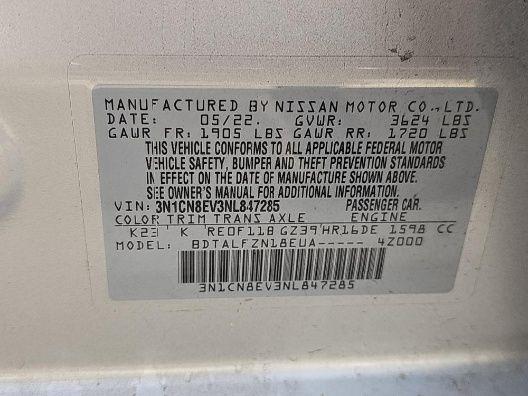 MANUFACTURED BY NISSAN MOTOR CO.,LTD.
DATE: 05/22. GVWR: 3624 LBS
GAWR FR: 1905 LBS GAWR RR: 1720 LBS
THIS VEHICLE CONFORMS TO ALL APPLICABLE FEDERAL MOTOR
VEHICLE SAFETY, BUMPER AND THEFT PREVENTION STANDARDS
IN EFFECT ON THE DATE OF MANUFACTURE SHOWN ABOVE.
SEE OWNER'S MANUAL FOR ADDITIONAL INFORMATION.
VIN: 3N1CN8EV3NL847285 PASSENGER CAR.
COLOR TRIM TRANS AXLE ENGINE
K23 K RE0F11B GZ39 HR16DE 1598 CC
MODEL: BDTALFZN18EUA----- 4Z000
3N1CN8EV3NL847285